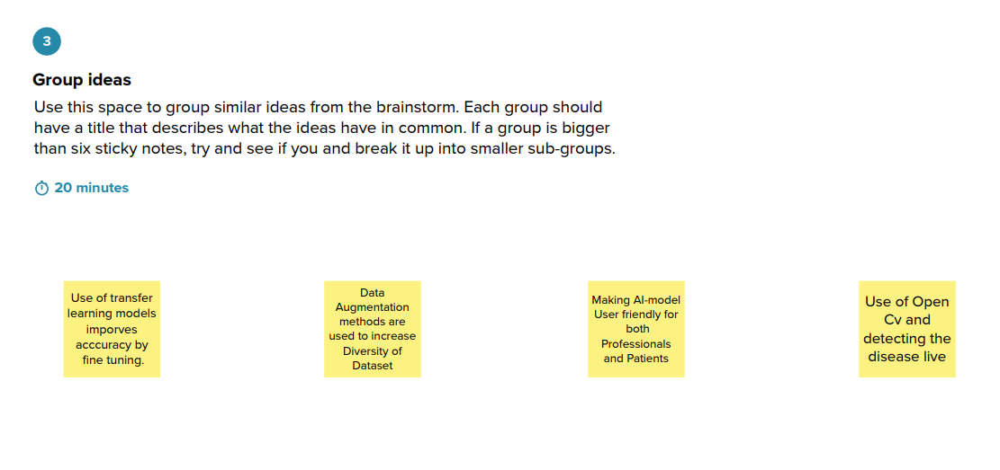 3
Group ideas
Use this space to group similar ideas from the brainstorm. Each group should
have a title that describes what the ideas have in common. If a group is bigger
than six sticky notes, try and see if you and break it up into smaller sub-groups.
20 minutes
Use of transfer
learning models
imporves
acccuracy by
fine tuning.
Data
Augmentation
methods are
used to increase
Diversity of
Dataset
Making AI-model
User friendly for
both
Professionals
and Patients
Use of Open
Cv and
detecting the
disease live